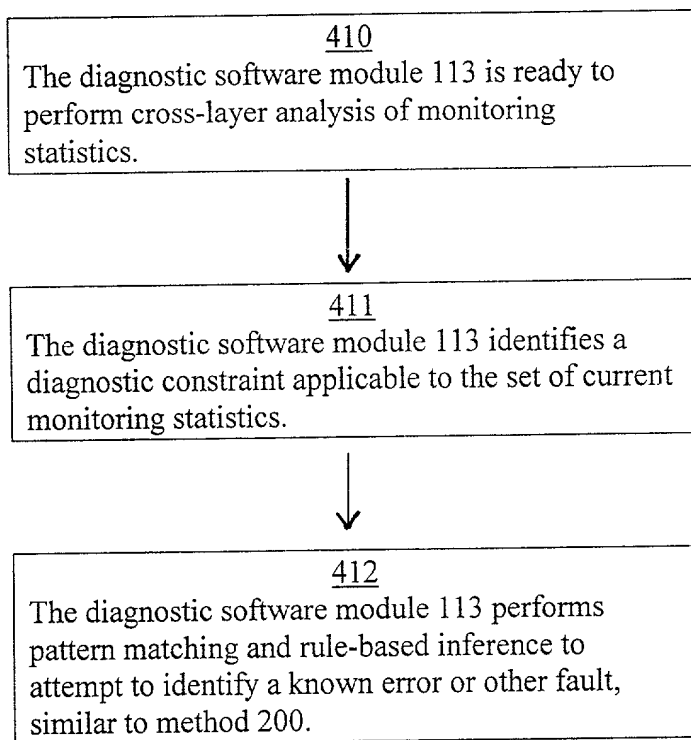 410
The diagnostic software module 113 is ready to
perform cross-layer analysis of monitoring
statistics.
411
The diagnostic software module 113 identifies a
diagnostic constraint applicable to the set of current
monitoring statistics.
412
The diagnostic software module 113 performs
pattern matching and rule-based inference to
attempt to identify a known error or other fault,
similar to method 200.